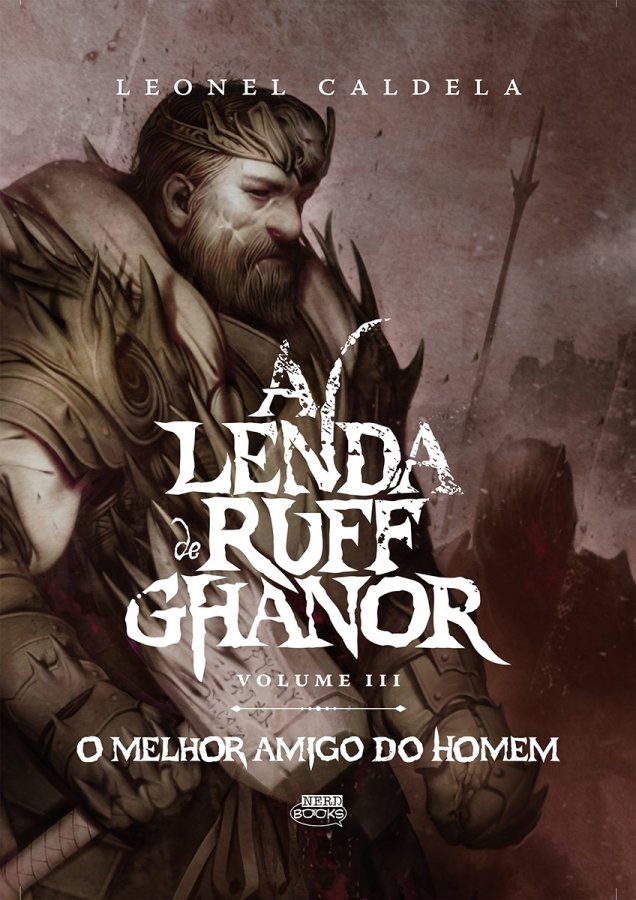 LEONEL CALDELA
A
LENDA
de RUFF
GHANOR
VOLUME III
O MELHOR AMIGO DO HOMEM
NERD
BOOKS